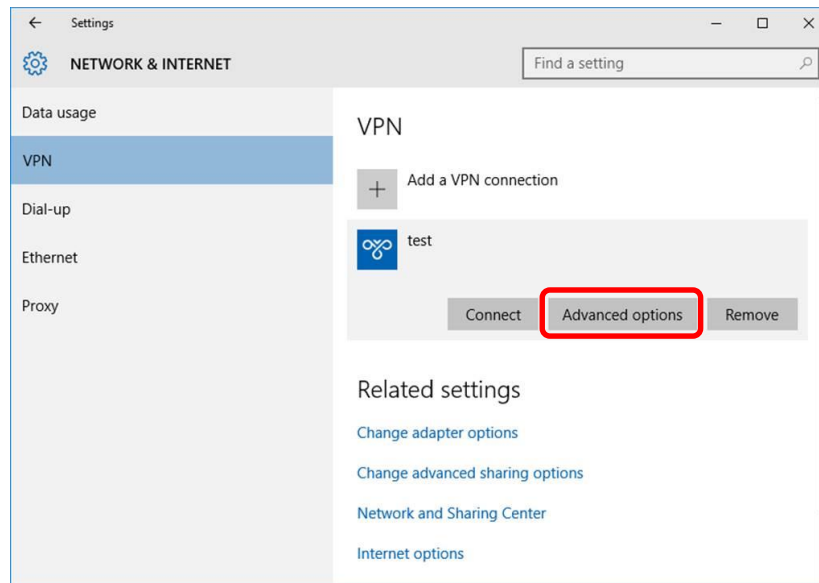 Settings
NETWORK & INTERNET
Find a setting
Data usage
VPN
Dial-up
Ethernet
Proxy
VPN
Add a VPN connection
test
Connect Advanced options Remove
Related settings
Change adapter options
Change advanced sharing options
Network and Sharing Center
Internet options